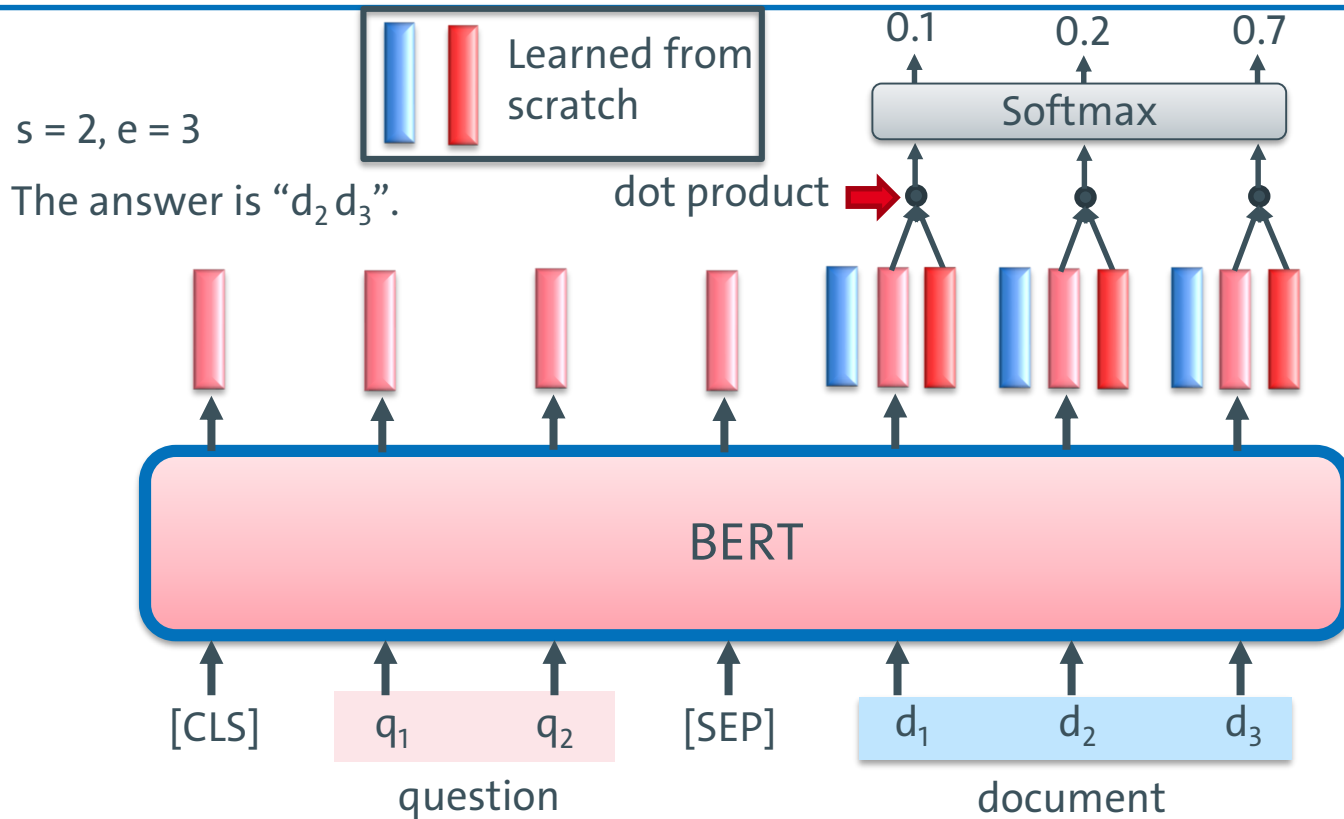 0.1 0.2 0.7
Learned from
scratch
Softmax
s = 2, e = 3
dot product
The answer is “d₂ d₃”.
BERT
[CLS] q₁ q₂ [SEP] d₁ d₂ d₃
question document